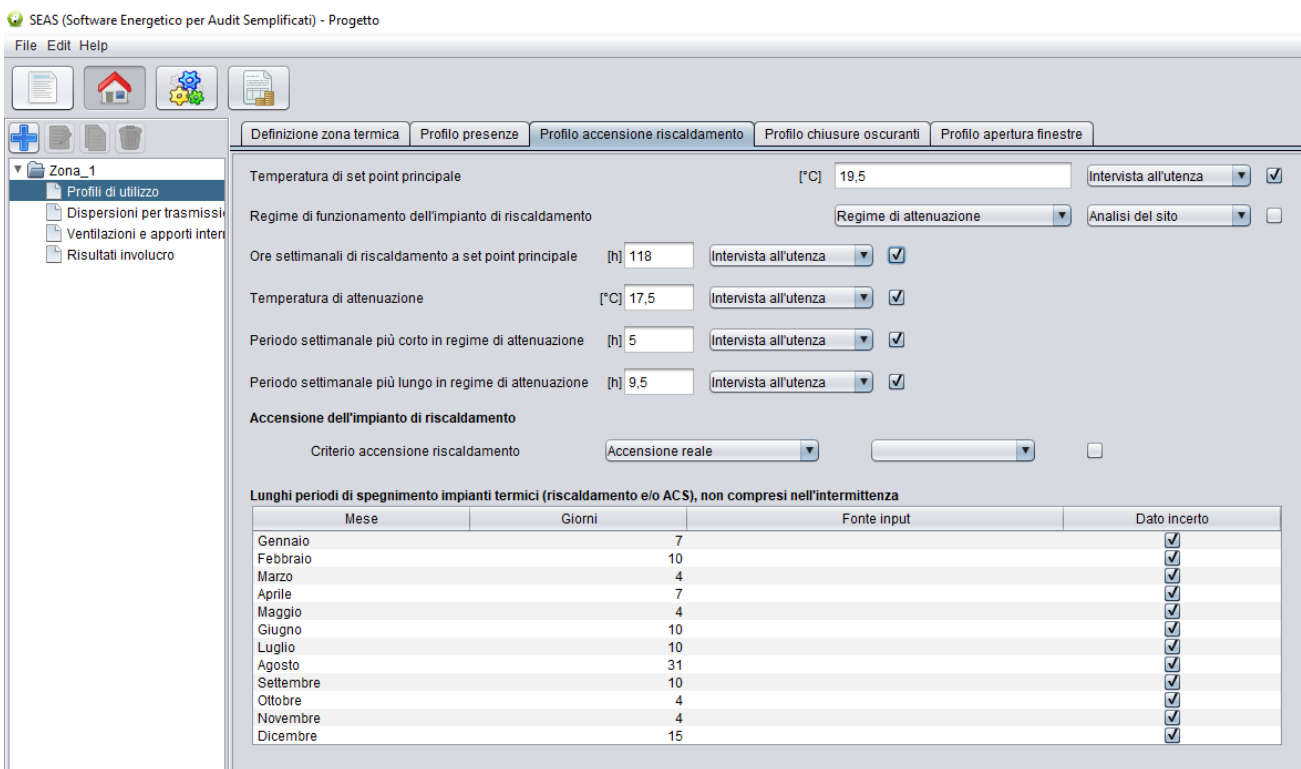 SEAS (Software Energetico per Audit Semplificati) - Progetto
File Edit Help
Definizione zona termica Profilo presenze Profilo accensione riscaldamento Profilo chiusure oscuranti Profilo apertura finestre
Zona_1
Profili di utilizzo
Dispersioni per trasmissi
Ventilazioni e apporti inter
Risultati involucro
Temperatura di set point principale [°C] 19,5 Intervista all'utenza
Regime di funzionamento dell'impianto di riscaldamento Regime di attenuazione Analisi del sito
Ore settimanali di riscaldamento a set point principale [h] 118 Intervista all'utenza
Temperatura di attenuazione [°C] 17,5 Intervista all'utenza
Periodo settimanale più corto in regime di attenuazione [h] 5 Intervista all'utenza
Periodo settimanale più lungo in regime di attenuazione [h] 9,5 Intervista all'utenza
Accensione dell'impianto di riscaldamento
Criterio accensione riscaldamento Accensione reale
Lunghi periodi di spegnimento impianti termici (riscaldamento e/o ACS), non compresi nell'intermittenza
Mese Giorni Fonte input Dato incerto
Gennaio 7
Febbraio 10
Marzo 4
Aprile 7
Maggio 4
Giugno 10
Luglio 10
Agosto 31
Settembre 10
Ottobre 4
Novembre 4
Dicembre 15